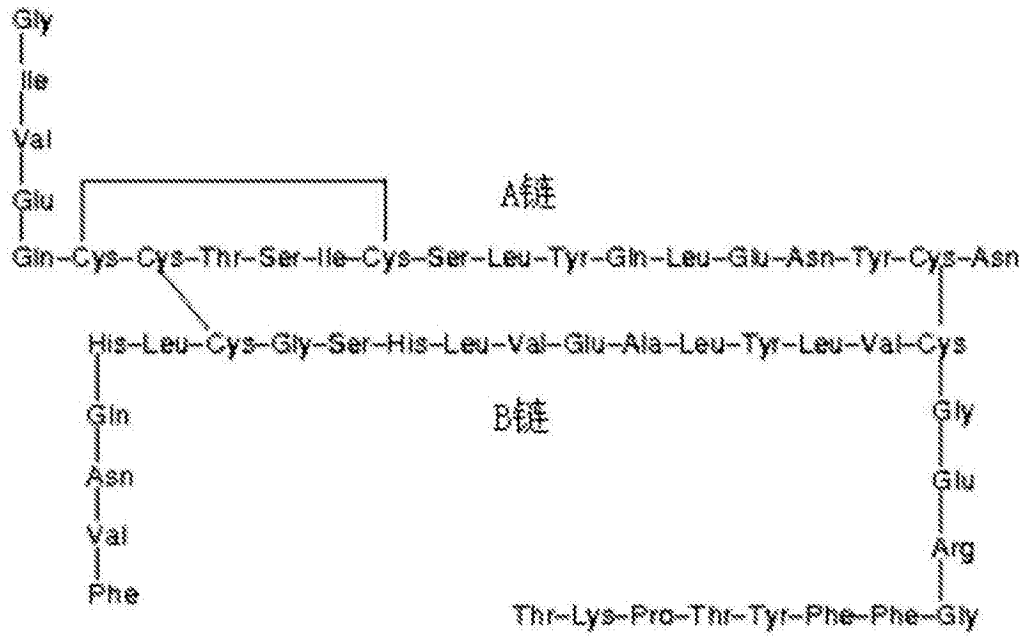 Gly
Ile
Val
Glu
A链
Gln-Cys-Cys-Thr-Ser-Ile-Cys-Ser-Leu-Tyr-Gln-Leu-Glu-Asn-Tyr-Cys-Asn
His-Leu-Cys-Gly-Ser-His-Leu-Val-Glu-Ala-Leu-Tyr-Leu-Val-Cys
B链
Gln
Asn
Val
Phe
Gly
Glu
Arg
Thr-Lys-Pro-Thr-Tyr-Phe-Phe-Gly